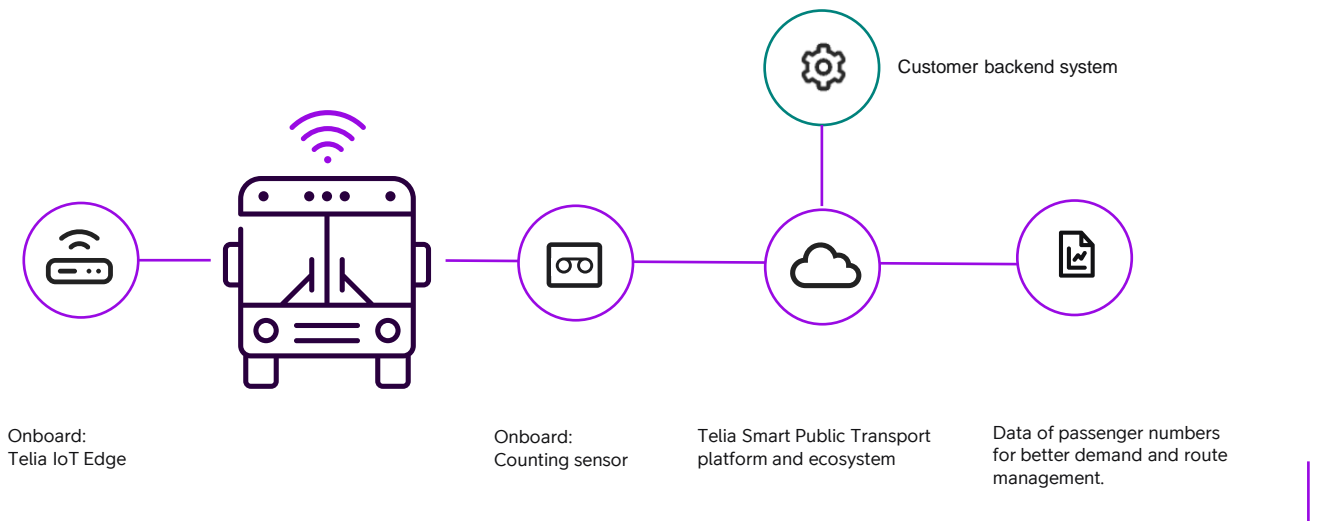 Customer backend system
Onboard:
Telia IoT Edge
Onboard:
Counting sensor
Telia Smart Public Transport
platform and ecosystem
Data of passenger numbers
for better demand and route
management.